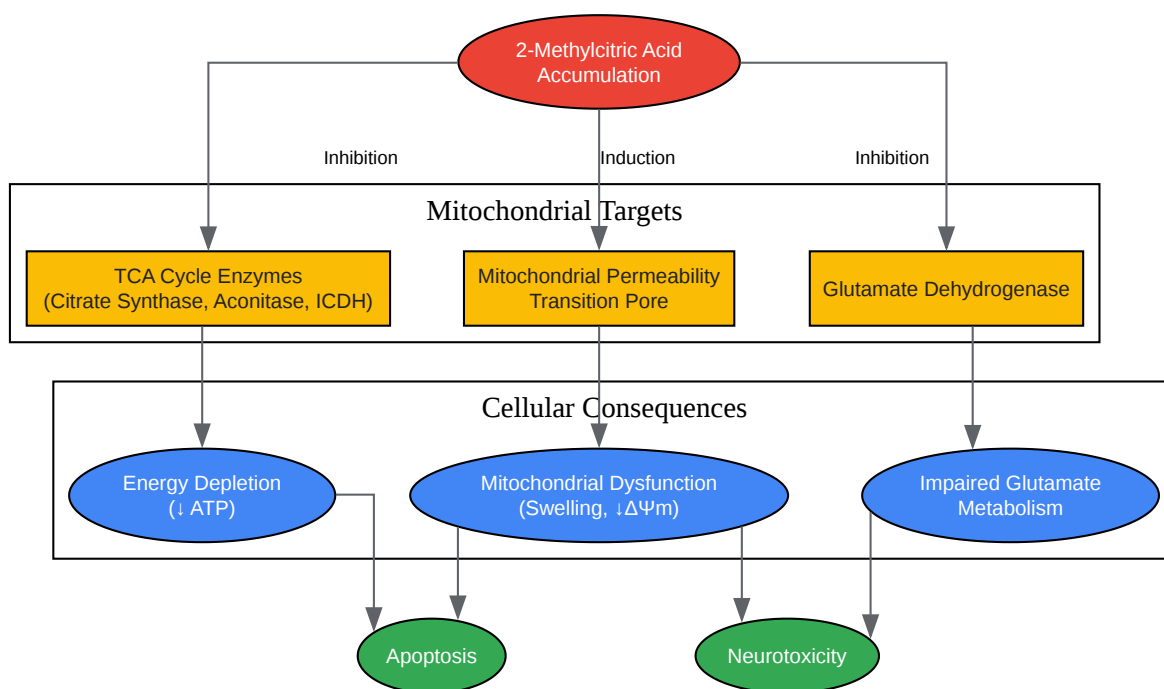 2-Methylcitric Acid
Accumulation
Inhibition
Induction
Inhibition
Mitochondrial Targets
TCA Cycle Enzymes
(Citrate Synthase, Aconitase, ICDH)
Mitochondrial Permeability
Transition Pore
Glutamate Dehydrogenase
Cellular Consequences
Energy Depletion
(↓ ATP)
Mitochondrial Dysfunction
(Swelling, ↓ΔΨm)
Impaired Glutamate
Metabolism
Apoptosis
Neurotoxicity